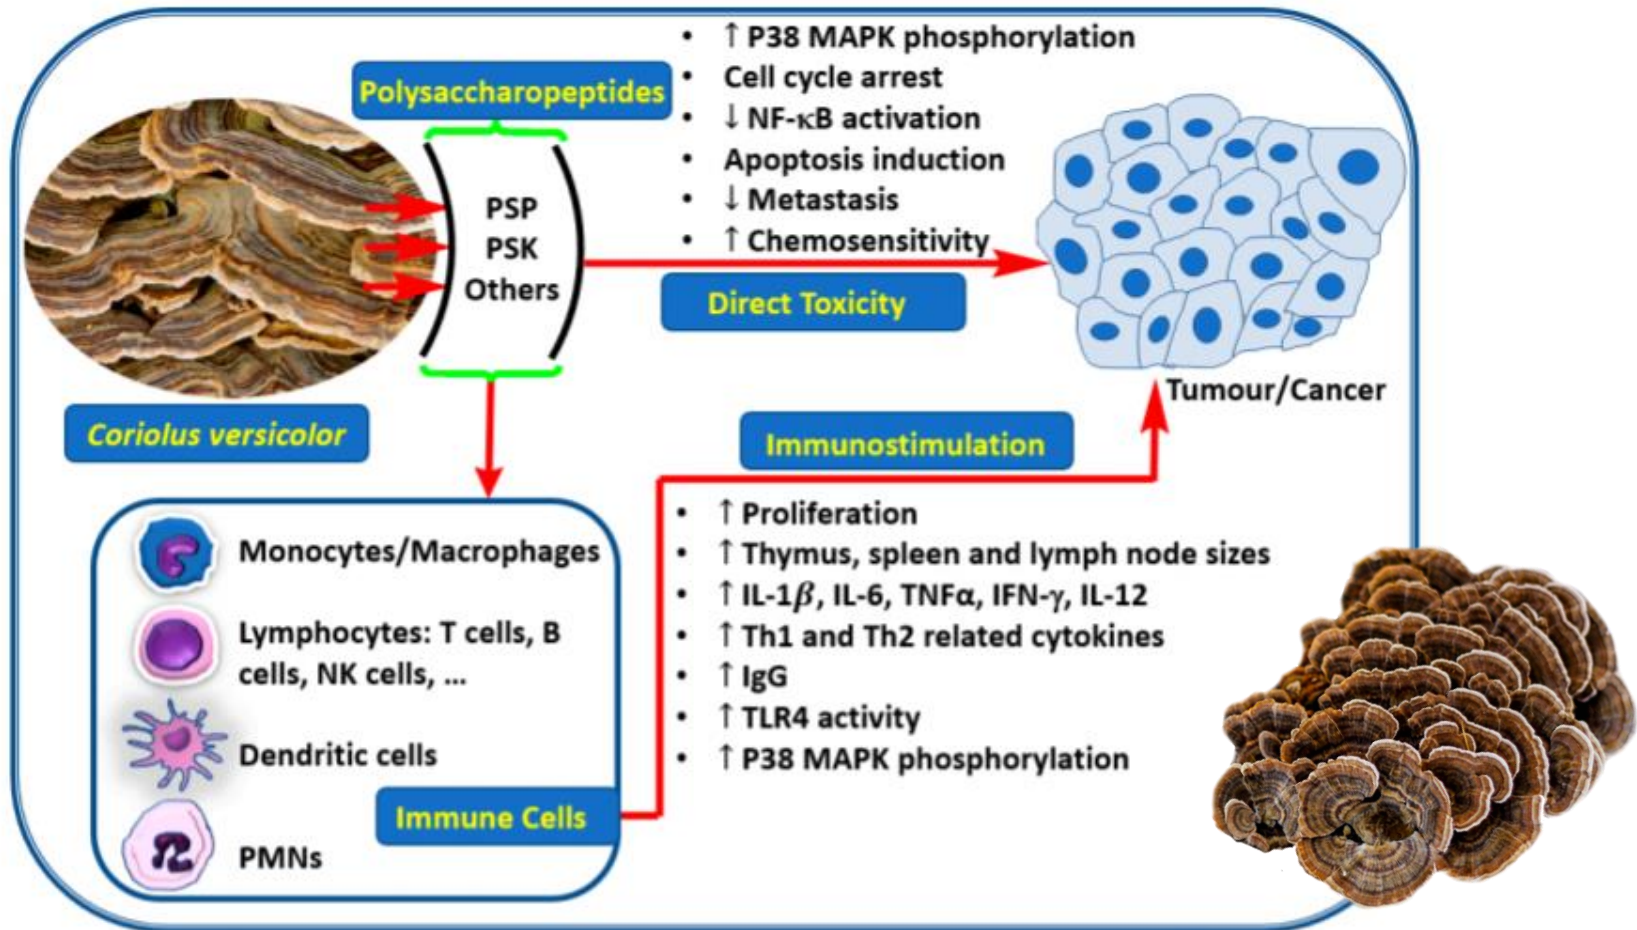 Polysaccharopeptides
PSP
PSK
Others
Coriolus versicolor
• ↑ P38 MAPK phosphorylation
• Cell cycle arrest
• ↓ NF-κB activation
• Apoptosis induction
• ↓ Metastasis
• ↑ Chemosensitivity
Direct Toxicity
Tumour/Cancer
Immunostimulation
• ↑ Proliferation
• ↑ Thymus, spleen and lymph node sizes
• ↑ IL-1β, IL-6, TNFα, IFN-γ, IL-12
• ↑ Th1 and Th2 related cytokines
• ↑ IgG
• ↑ TLR4 activity
• ↑ P38 MAPK phosphorylation
Monocytes/Macrophages
Lymphocytes: T cells, B
cells, NK cells, ...
Dendritic cells
Immune Cells
PMNs